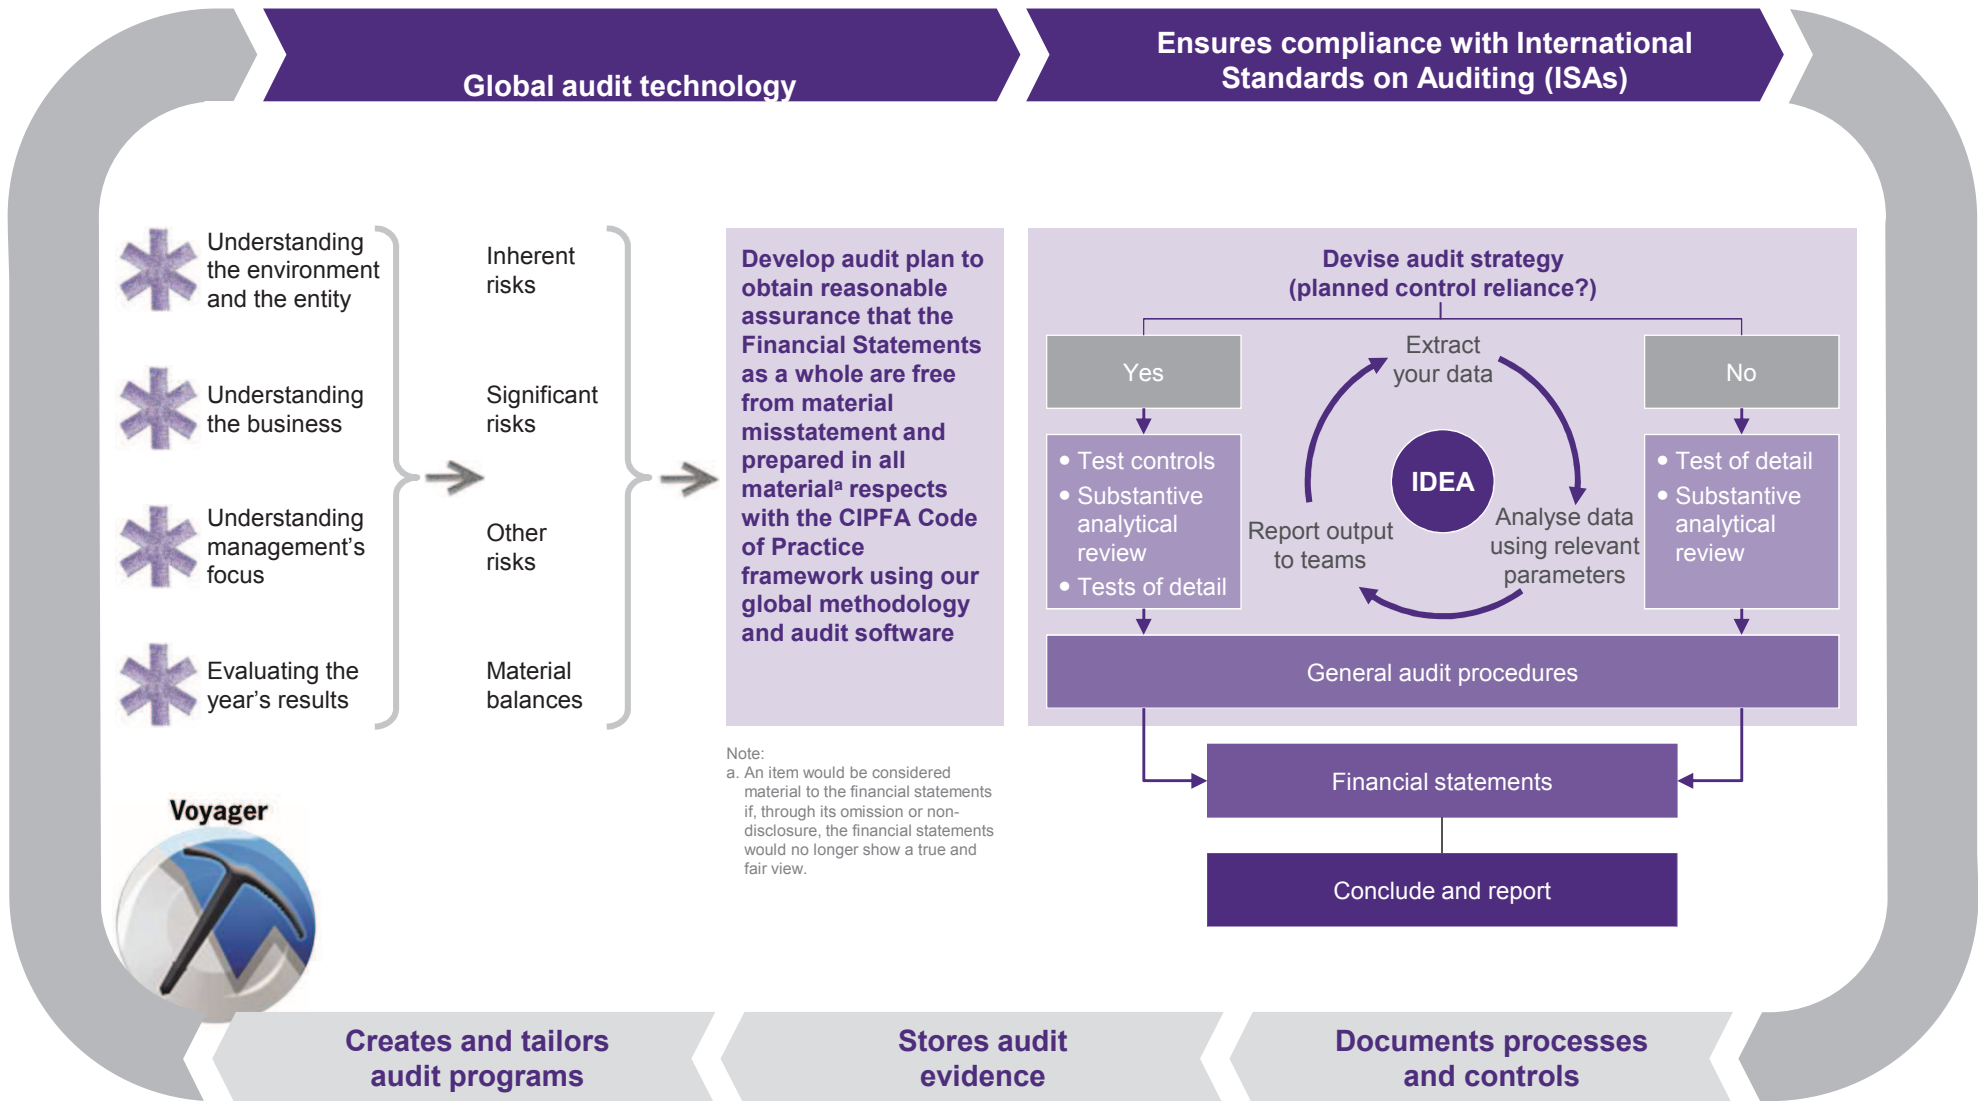 Global audit technology
Ensures compliance with International
Standards on Auditing (ISAs)
Understanding
the environment
and the entity
Understanding
the business
Understanding
management's
focus
Evaluating the
year's results
Inherent
risks
Significant
risks
Other
risks
Material
balances
Develop audit plan to
obtain reasonable
assurance that the
Financial Statements
as a whole are free
from material
misstatement and
prepared in all
materialª respects
with the CIPFA Code
of Practice
framework using our
global methodology
and audit software
Note:
a. An item would be considered
material to the financial statements
if, through its omission or non-
disclosure, the financial statements
would no longer show a true and
fair view.
Devise audit strategy
(planned control reliance?)
Yes
• Test controls
• Substantive
analytical
review
• Tests of detail
Extract
your data
IDEA
Analyse data
using relevant
parameters
Report output
to teams
No
• Test of detail
• Substantive
analytical
review
General audit procedures
Financial statements
Conclude and report
Voyager
Creates and tailors
audit programs
Stores audit
evidence
Documents processes
and controls